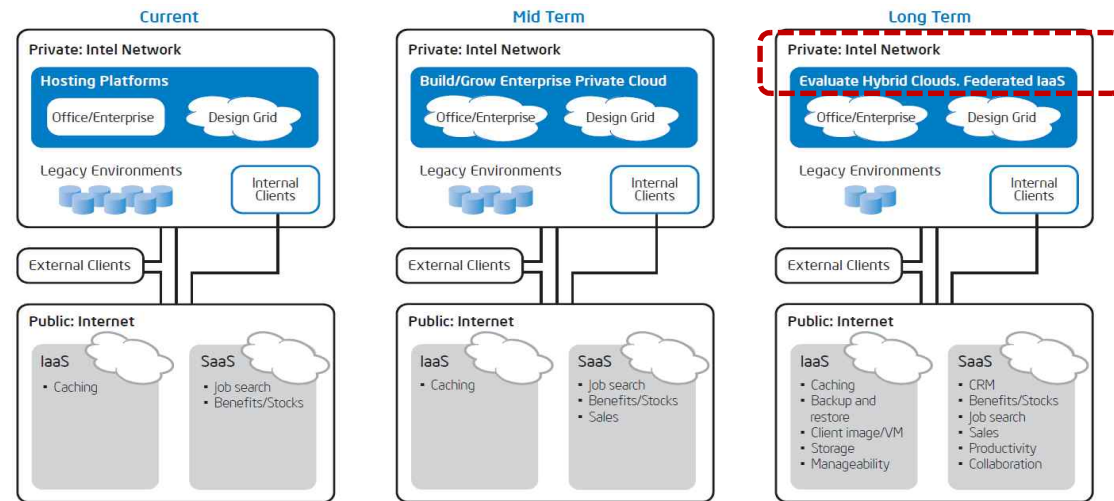 Current
Private: Intel Network
Hosting Platforms
Office/Enterprise
Design Grid
Legacy Environments
Internal
Clients
External Clients
Public: Internet
IaaS
▪ Caching
SaaS
▪ Job search
▪ Benefits/Stocks
Mid Term
Private: Intel Network
Build/Grow Enterprise Private Cloud
Office/Enterprise
Design Grid
Legacy Environments
Internal
Clients
External Clients
Public: Internet
IaaS
▪ Caching
SaaS
▪ Job search
▪ Benefits/Stocks
▪ Sales
Long Term
Private: Intel Network
Evaluate Hybrid Clouds. Federated IaaS
Office/Enterprise
Design Grid
Legacy Environments
Internal
Clients
External Clients
Public: Internet
IaaS
▪ Caching
▪ Backup and
restore
▪ Client image/VM
▪ Storage
▪ Manageability
SaaS
▪ CRM
▪ Benefits/Stocks
▪ Job search
▪ Sales
▪ Productivity
▪ Collaboration